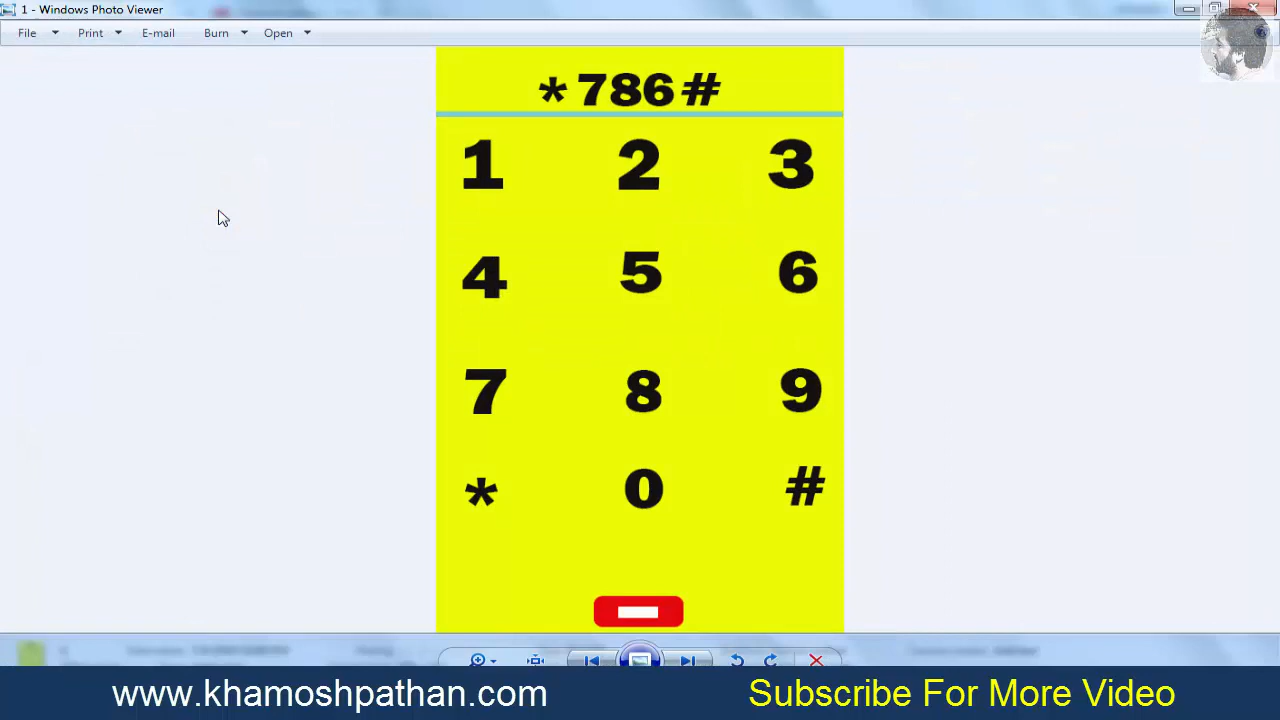 1 - Windows Photo Viewer
File Print E-mail Burn Open
*786#
1 2 3
4 5 6
7 8 9
* 0 #
www.khamoshpathan.com Subscribe For More Video